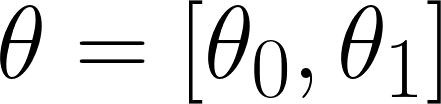 θ = [θ₀, θ₁]